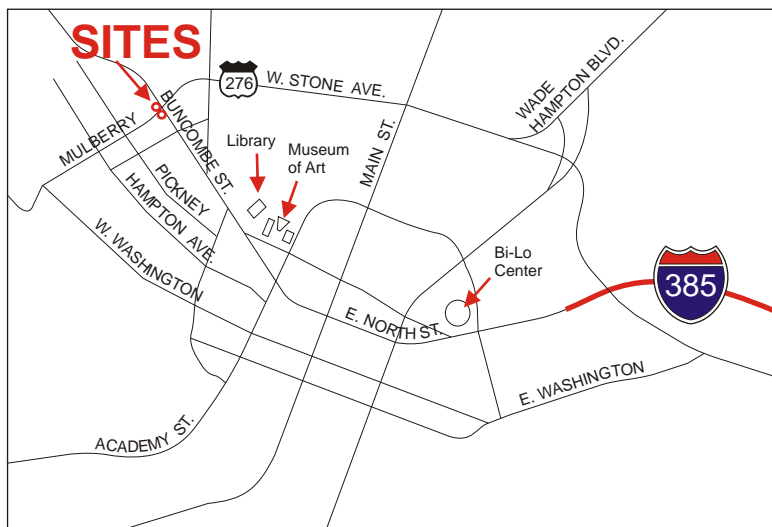 SITES
276
W. STONE AVE.
WADE
HAMPTON BLVD.
MULBERRY
BUNCOMBE ST.
Library
Museum
of Art
MAIN ST.
PICKNEY
HAMPTON AVE.
W. WASHINGTON
Bi-Lo
Center
385
E. NORTH ST.
E. WASHINGTON
ACADEMY ST.